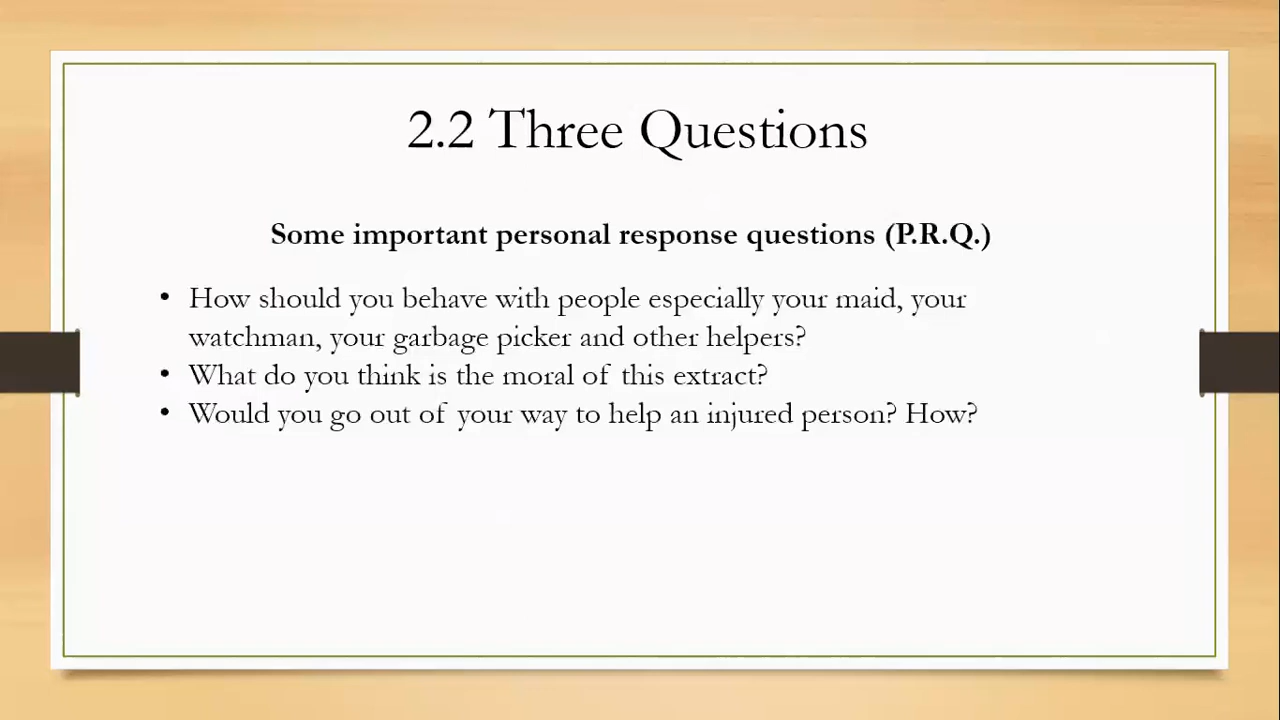 2.2 Three Questions
Some important personal response questions (P.R.Q.)
• How should you behave with people especially your maid, your
watchman, your garbage picker and other helpers?
• What do you think is the moral of this extract?
• Would you go out of your way to help an injured person? How?